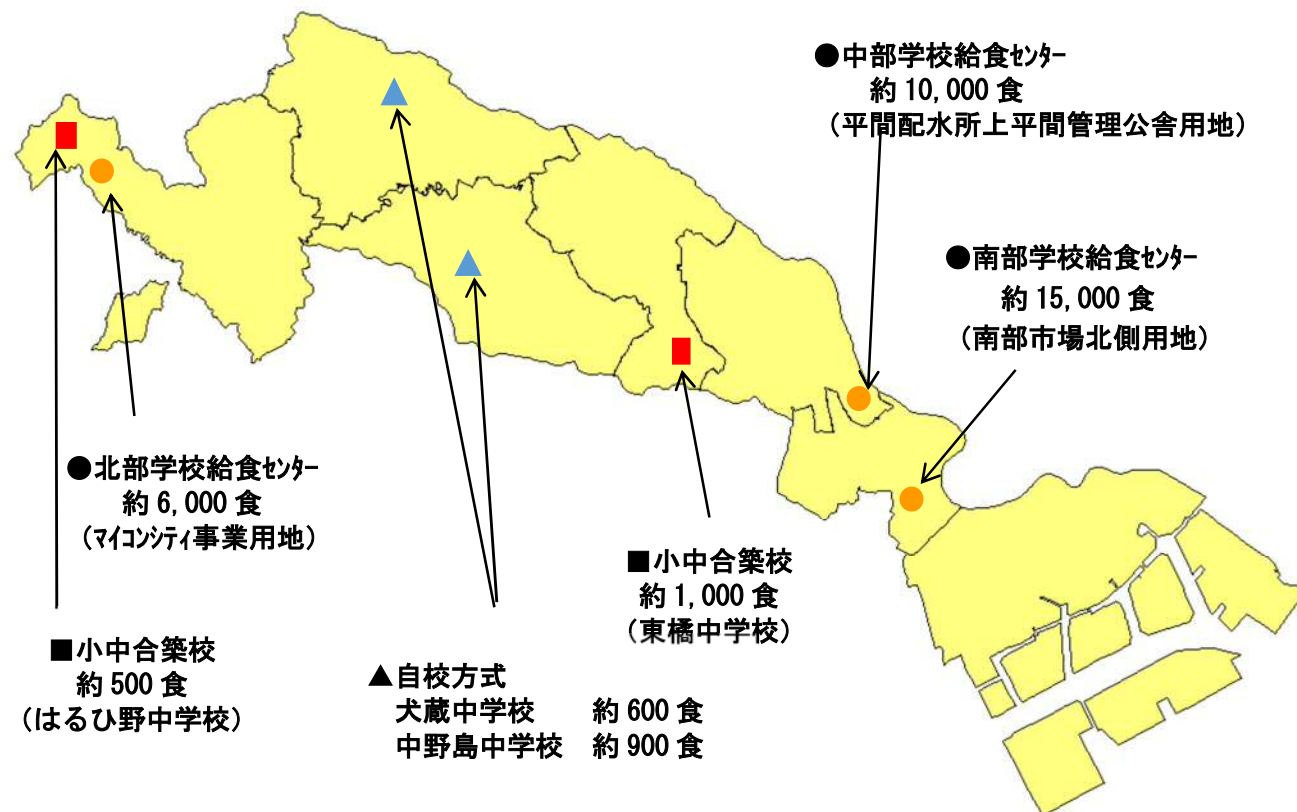 ●中部学校給食ｾﾝﾀｰ
約 10,000 食
（平間配水所上平間管理公舎用地）
●南部学校給食ｾﾝﾀｰ
約 15,000 食
（南部市場北側用地）
●北部学校給食ｾﾝﾀｰ
約 6,000 食
（ﾏｲｺﾝｼﾃｨ事業用地）
■小中合築校
約 1,000 食
（東橘中学校）
■小中合築校
約 500 食
（はるひ野中学校）
▲自校方式
犬蔵中学校　約 600 食
中野島中学校　約 900 食